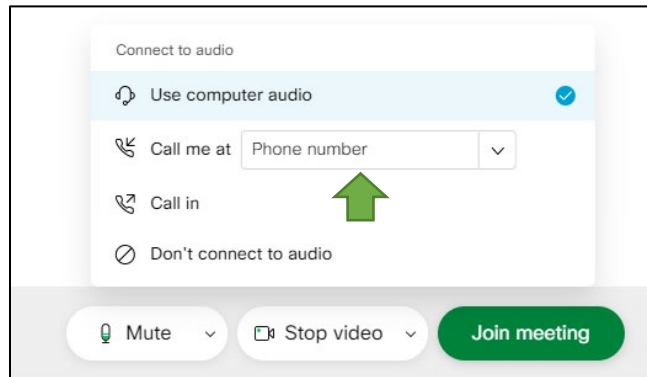 Connect to audio
Use computer audio
Call me at Phone number
Call in
Don't connect to audio
Mute Stop video Join meeting